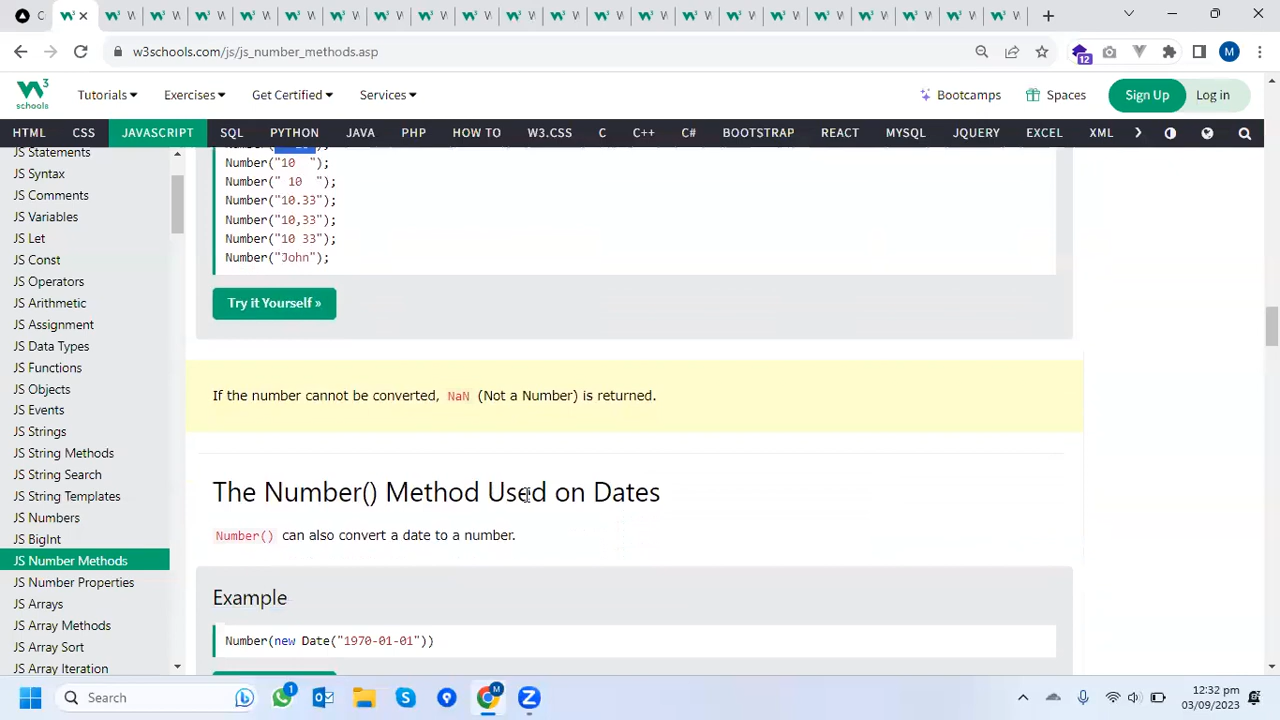 w3schools.com/js/js_number_methods.asp
12
M
schools
Tutorials
Exercises
Get Certified
Services
Bootcamps
Spaces
Sign Up
Log in
HTML
CSS
JAVASCRIPT
SQL
PYTHON
JAVA
PHP
HOW TO
W3.CSS
C
C++
C#
BOOTSTRAP
REACT
MYSQL
JQUERY
EXCEL
XML
JS Statements
JS Syntax
JS Comments
JS Variables
JS Let
JS Const
JS Operators
JS Arithmetic
JS Assignment
JS Data Types
JS Functions
JS Objects
JS Events
JS Strings
JS String Methods
JS String Search
JS String Templates
JS Numbers
JS BigInt
JS Number Methods
JS Number Properties
JS Arrays
JS Array Methods
JS Array Sort
JS Array Iteration
Number("10  ");
Number(" 10  ");
Number("10.33");
Number("10,33");
Number("10 33");
Number("John");
Try it Yourself »
If the number cannot be converted, NaN (Not a Number) is returned.
The Number() Method Used on Dates
Number() can also convert a date to a number.
Example
Number(new Date("1970-01-01"))
Search
1
12:32 pm
03/09/2023